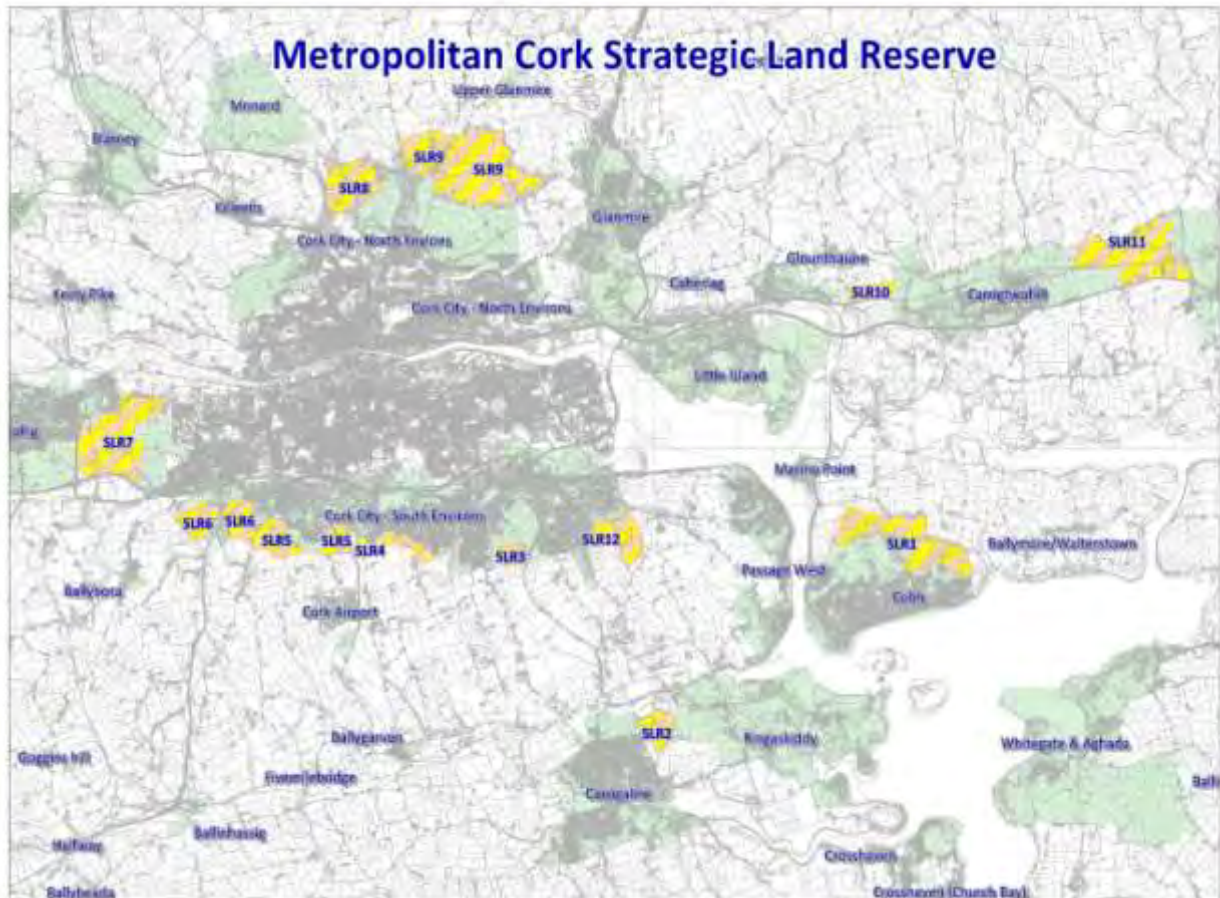 Metropolitan Cork Strategic Land Reserve
Upper Glanmire
Monard
Blarney
SLR9
SLR9
SLR8
Killeens
Glanmire
Cork City - North Environs
SLR11
Glounthaune
Kerry Pike
Caherlag
SLR10
Carrigtwohill
Cork City - North Environs
Little Island
SLR7
Marino Point
SLR6
SLR6
Cork City - South Environs
SLR5
SLR5
SLR4
SLR3
SLR12
SLR1
Ballymore/Walterstown
Passage West
Ballynora
Cobh
Cork Airport
SLR2
Ballygarvan
Ringaskiddy
Whitegate & Aghada
Goggins hill
Fivemilebridge
Carrigaline
Ballinhassig
Halfway
Crosshaven
Ballyheada
Crosshaven (Church Bay)